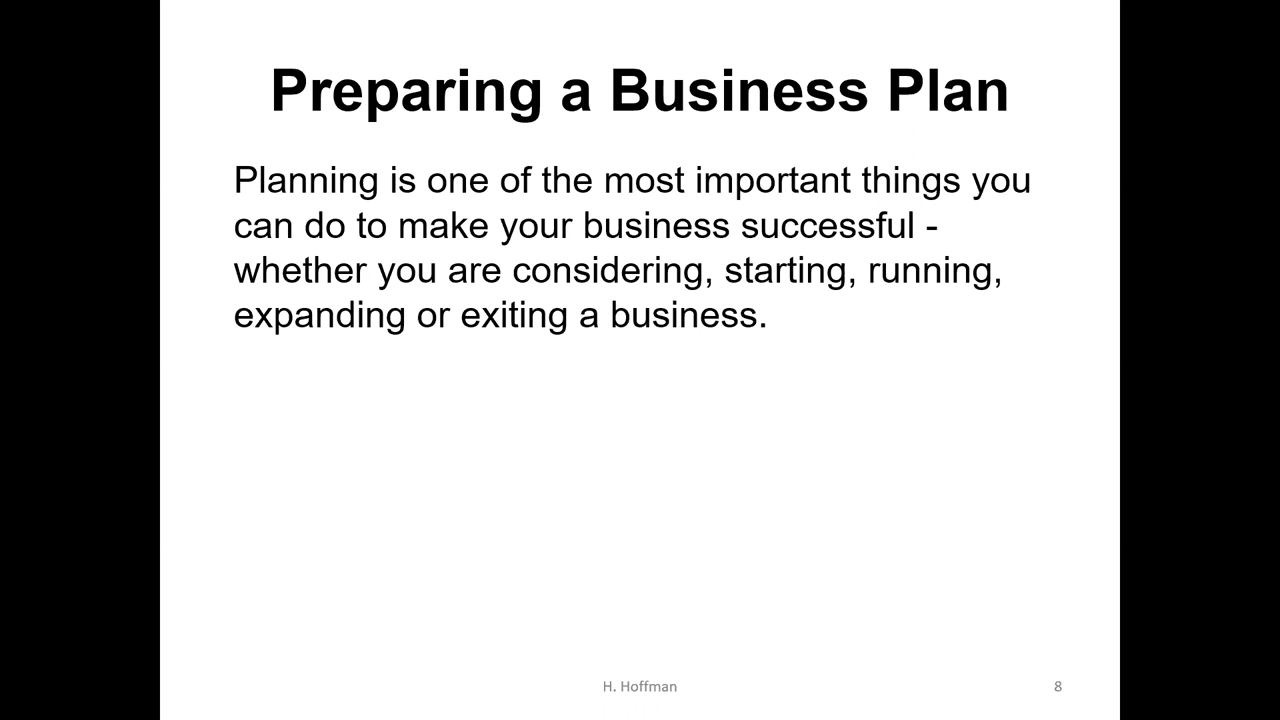 Preparing a Business Plan
Planning is one of the most important things you
can do to make your business successful -
whether you are considering, starting, running,
expanding or exiting a business.
H. Hoffman
8